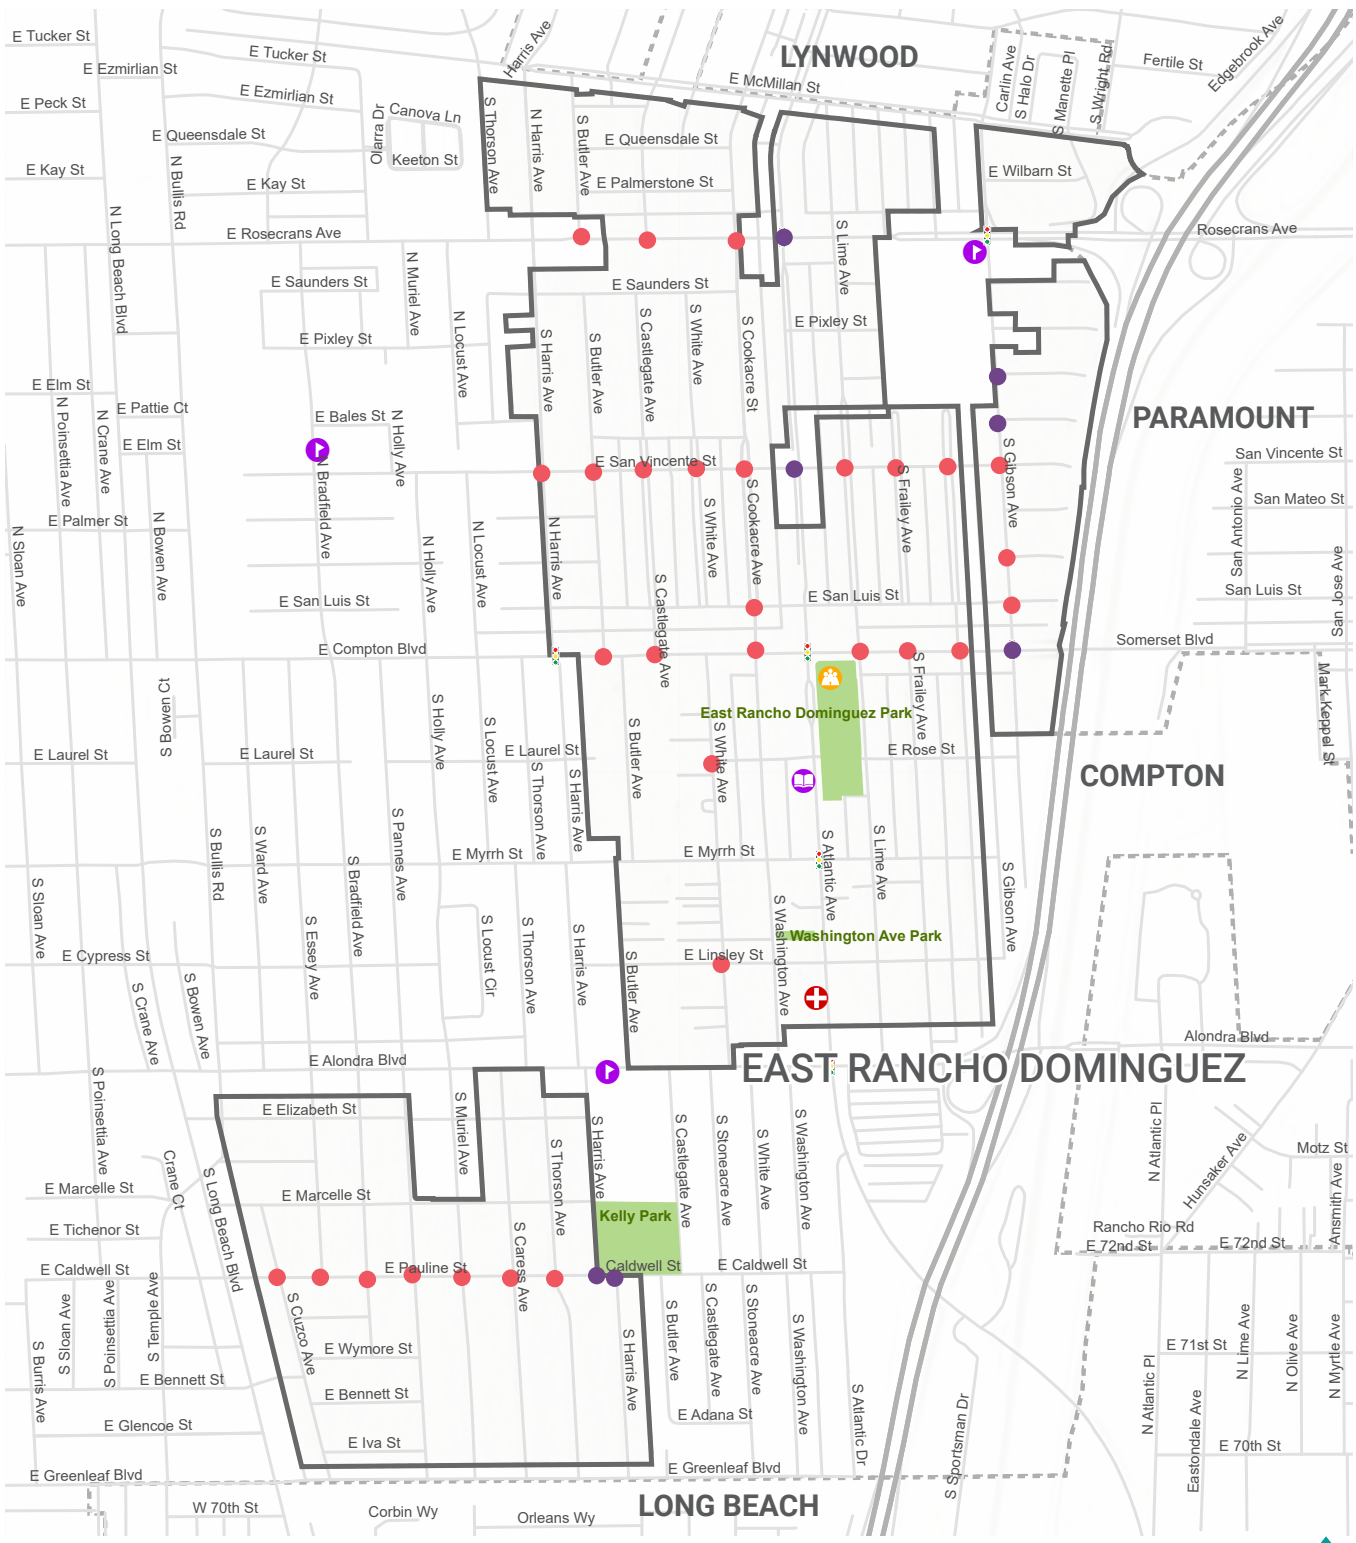 LYNWOOD
E Tucker St
E Tucker St
Harris Ave
E McMillan St
Carlin Ave
S Halo Dr
S Manette Pl
S Wright Rd
Fertile St
Edgebrook Ave
E Ezmirlian St
E Ezmirlian St
E Peck St
Olarra Dr
Canova Ln
Keeton St
S Thorson Ave
N Harris Ave
S Butler Ave
E Queensdale St
E Queensdale St
E Palmerstone St
E Wilbarn St
E Kay St
E Kay St
N Bullis Rd
N Long Beach Blvd
E Rosecrans Ave
Rosecrans Ave
S Lime Ave
N Muriel Ave
E Saunders St
E Saunders St
E Pixley St
E Pixley St
N Locust Ave
S Harris Ave
S Butler Ave
S Castlegate Ave
S White Ave
S Cookacre St
E Elm St
N Poinsettia Ave
N Crane Ave
E Pattie Ct
E Elm St
E Bales St
N Holly Ave
PARAMOUNT
N Bradfield Ave
E San Vincente St
S Frailey Ave
S Gibson Ave
San Vincente St
San Mateo St
San Antonio Ave
San Luis St
San Jose Ave
E Palmer St
N Sloan Ave
N Bowen Ave
N Holly Ave
N Locust Ave
N Harris Ave
S White Ave
S Cookacre Ave
S Castlegate Ave
E San Luis St
E San Luis St
E Compton Blvd
Somerset Blvd
S Bowen Ct
S Holly Ave
S Locust Ave
S Butler Ave
East Rancho Dominguez Park
S Frailey Ave
Mark Keppel St
E Laurel St
E Laurel St
E Laurel St
S Thorson Ave
S Harris Ave
S White Ave
E Rose St
COMPTON
S Bullis Rd
S Ward Ave
S Bradfield Ave
S Pannes Ave
E Myrrh St
E Myrrh St
S Atlantic Ave
S Lime Ave
S Gibson Ave
S Sloan Ave
E Cypress St
S Essey Ave
S Locust Cir
S Thorson Ave
S Harris Ave
S Butler Ave
S Washington Ave
Washington Ave Park
E Linsley St
S Crane Ave
S Bowen Ave
E Alondra Blvd
Alondra Blvd
EAST RANCHO DOMINGUEZ
S Poinsettia Ave
E Elizabeth St
S Muriel Ave
S Harris Ave
S Thorson Ave
S Castlegate Ave
S Stoneacre Ave
S White Ave
S Washington Ave
N Atlantic Pl
Hunsaker Ave
Motz St
Ansmith Ave
Crane Ct
S Long Beach Blvd
E Marcelle St
E Marcelle St
E Tichenor St
Kelly Park
Rancho Rio Rd
E 72nd St
E 72nd St
E Caldwell St
E Pauline St
S Caress Ave
Caldwell St
E Caldwell St
S Burris Ave
S Sloan Ave
S Poinsettia Ave
S Temple Ave
S Cuzco Ave
E Wymore St
S Harris Ave
S Butler Ave
S Castlegate Ave
S Stoneacre Ave
S Washington Ave
E Bennett St
E Bennett St
E 71st St
N Lime Ave
N Olive Ave
N Myrtle Ave
N Atlantic Pl
E Glencoe St
E Adana St
S Atlantic Dr
S Sportsman Dr
Eastondale Ave
E Iva St
E 70th St
E Greenleaf Blvd
E Greenleaf Blvd
W 70th St
Corbin Wy
Orleans Wy
LONG BEACH